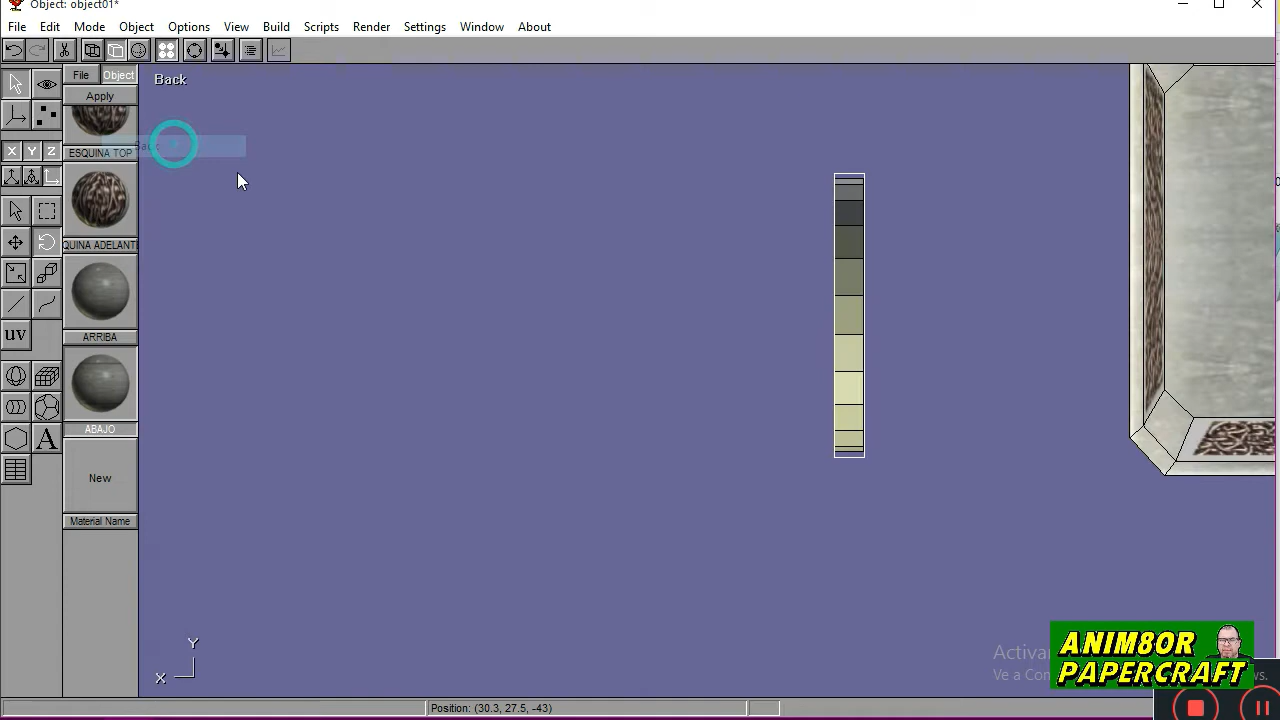 Object: object01*
File Edit Mode Object Options View Build Scripts Render Settings Window About
File Object
Back
Apply
Back
ESQUINA TOP
QUINA ADELANT
ARRIBA
ABAJO
New
Material Name
X Y Z
uv
A
Y
X
Activa
Ve a Con
ws.
ANIM8OR
PAPERCRAFT
Position: (30.3, 27.5, -43)